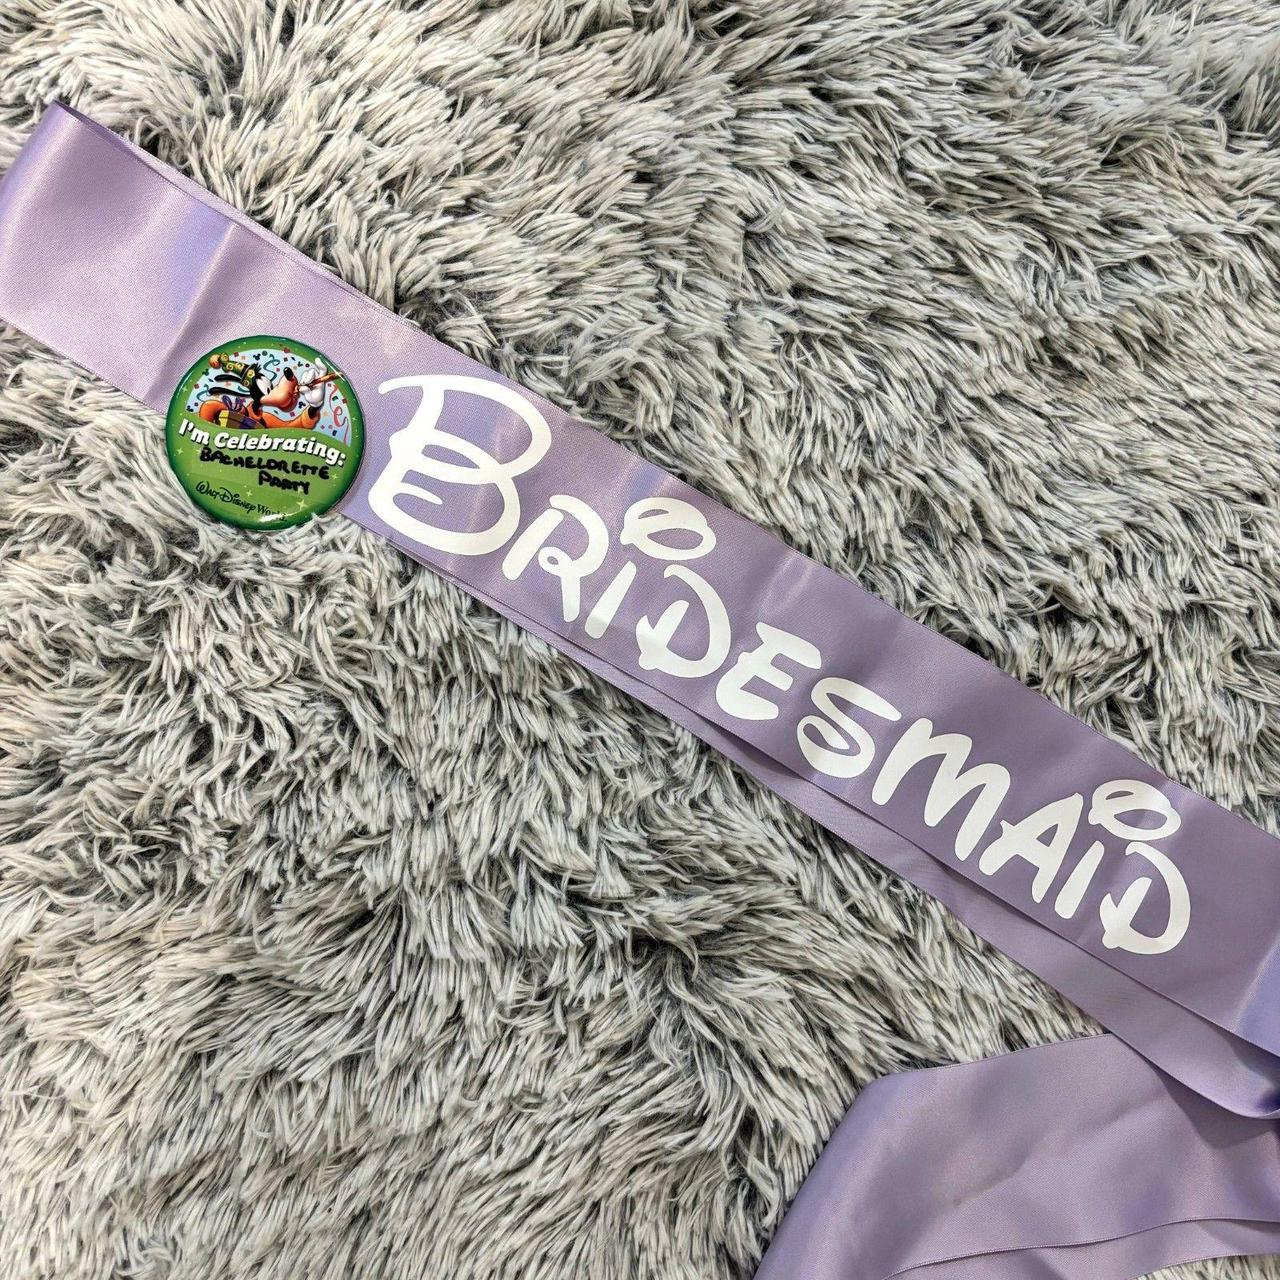 I'm Celebrating:
BACHELORETTE
PARTY
WALT DISNEY World
BRIDESMAID